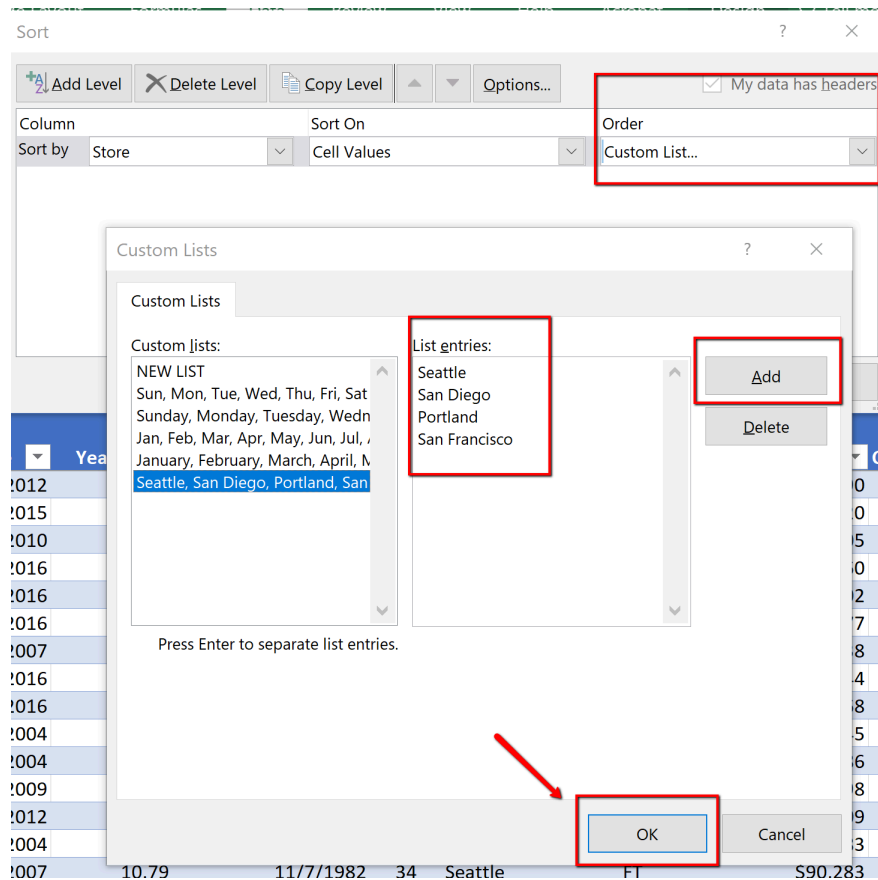 Sort ?
Add Level Delete Level Copy Level Options... My data has headers
Column Sort On Order
Sort by Store Cell Values Custom List...
Custom Lists ?
Custom Lists
Custom lists: List entries:
NEW LIST Seattle Add
Sun, Mon, Tue, Wed, Thu, Fri, Sat San Diego
Sunday, Monday, Tuesday, Wedn Portland Delete
Jan, Feb, Mar, Apr, May, Jun, Jul, San Francisco
January, February, March, April,
Seattle, San Diego, Portland, San
Yea
2012
2015
2010
2016
2016
2016
Press Enter to separate list entries.
2007
2016
2016
2004
2004
2009
2012
OK Cancel
2004
2007 10.79 11/7/1982 34 Seattle FT $90,283